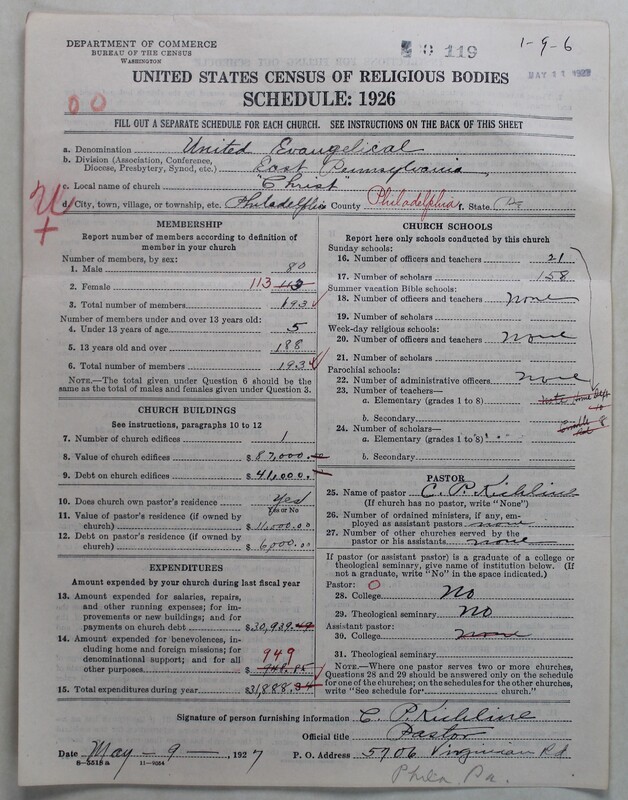 DEPARTMENT OF COMMERCE
BUREAU OF THE CENSUS
WASHINGTON
0 119
1-9-6
MAY 11 1927
UNITED STATES CENSUS OF RELIGIOUS BODIES
SCHEDULE: 1926
00
FILL OUT A SEPARATE SCHEDULE FOR EACH CHURCH. SEE INSTRUCTIONS ON THE BACK OF THIS SHEET
a. Denomination United Evangelical
b. Division (Association, Conference, Diocese, Presbytery, Synod, etc.) East Pennsylvania
c. Local name of church "Christ"
d. City, town, village, or township, etc. Philadelphia County Philadelphia f. State Pa
MEMBERSHIP
Report number of members according to definition of
member in your church
Number of members, by sex:
1. Male 80
2. Female 113 113
3. Total number of members 193
Number of members under and over 13 years old:
4. Under 13 years of age 5
5. 13 years old and over 188
6. Total number of members 193
NOTE.—The total given under Question 6 should be
the same as the total of males and females given under Question 3.
CHURCH BUILDINGS
See instructions, paragraphs 10 to 12
7. Number of church edifices 1
8. Value of church edifices $ 87,000.
9. Debt on church edifices $ 41,000.
10. Does church own pastor's residence Yes
Yes or No
11. Value of pastor's residence (if owned by
church) $ 11,000.00
12. Debt on pastor's residence (if owned by
church) $ 6,000.00
EXPENDITURES
Amount expended by your church during last fiscal year
13. Amount expended for salaries, repairs,
and other running expenses; for im-
provements or new buildings; and for
payments on church debt $ 30,939.49
14. Amount expended for benevolences, in-
cluding home and foreign missions; for
denominational support; and for all
other purposes 949 $ 948.85
15. Total expenditures during year $ 31,888.34
CHURCH SCHOOLS
Report here only schools conducted by this church
Sunday schools:
16. Number of officers and teachers 21
17. Number of scholars 158
Summer vacation Bible schools:
18. Number of officers and teachers none
19. Number of scholars
Week-day religious schools:
20. Number of officers and teachers none
21. Number of scholars
Parochial schools:
22. Number of administrative officers none
23. Number of teachers—
a. Elementary (grades 1 to 8)
b. Secondary
24. Number of scholars—
a. Elementary (grades 1 to 8)
b. Secondary
PASTOR
25. Name of pastor C. P. Kichline
(If church has no pastor, write "None")
26. Number of ordained ministers, if any, em-
ployed as assistant pastors none
27. Number of other churches served by the
pastor or his assistants none
If pastor (or assistant pastor) is a graduate of a college or
theological seminary, give name of institution below. (If
not a graduate, write "No" in the space indicated.)
Pastor: 0
28. College No
29. Theological seminary No
Assistant pastor:
30. College none
31. Theological seminary
NOTE.—Where one pastor serves two or more churches,
Questions 28 and 29 should be answered only on the schedule
for one of the churches; on the schedules for the other churches,
write "See schedule for church."
Signature of person furnishing information C. P. Kichline
Official title Pastor
Date May - 9 -, 1927 P. O. Address 5706 Virginian Rd
8-5518a 11-9054
Phila. Pa.